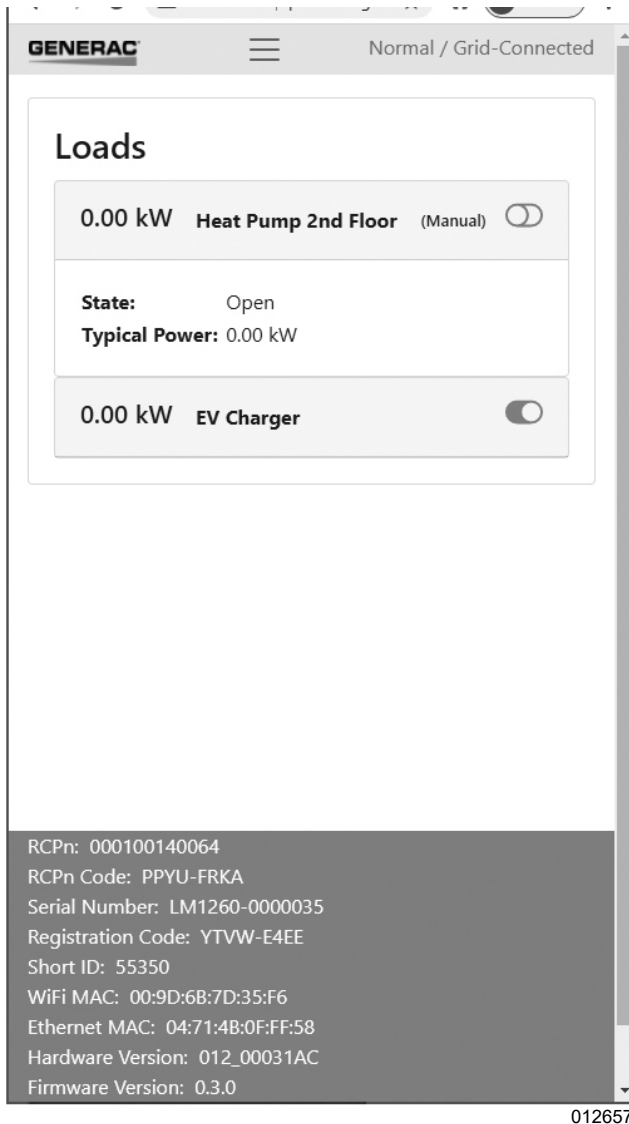 GENERAC Normal / Grid-Connected
Loads
0.00 kW Heat Pump 2nd Floor (Manual)
State: Open
Typical Power: 0.00 kW
0.00 kW EV Charger
RCPn: 000100140064
RCPn Code: PPYU-FRKA
Serial Number: LM1260-0000035
Registration Code: YTVW-E4EE
Short ID: 55350
WiFi MAC: 00:9D:6B:7D:35:F6
Ethernet MAC: 04:71:4B:0F:FF:58
Hardware Version: 012_00031AC
Firmware Version: 0.3.0
012657